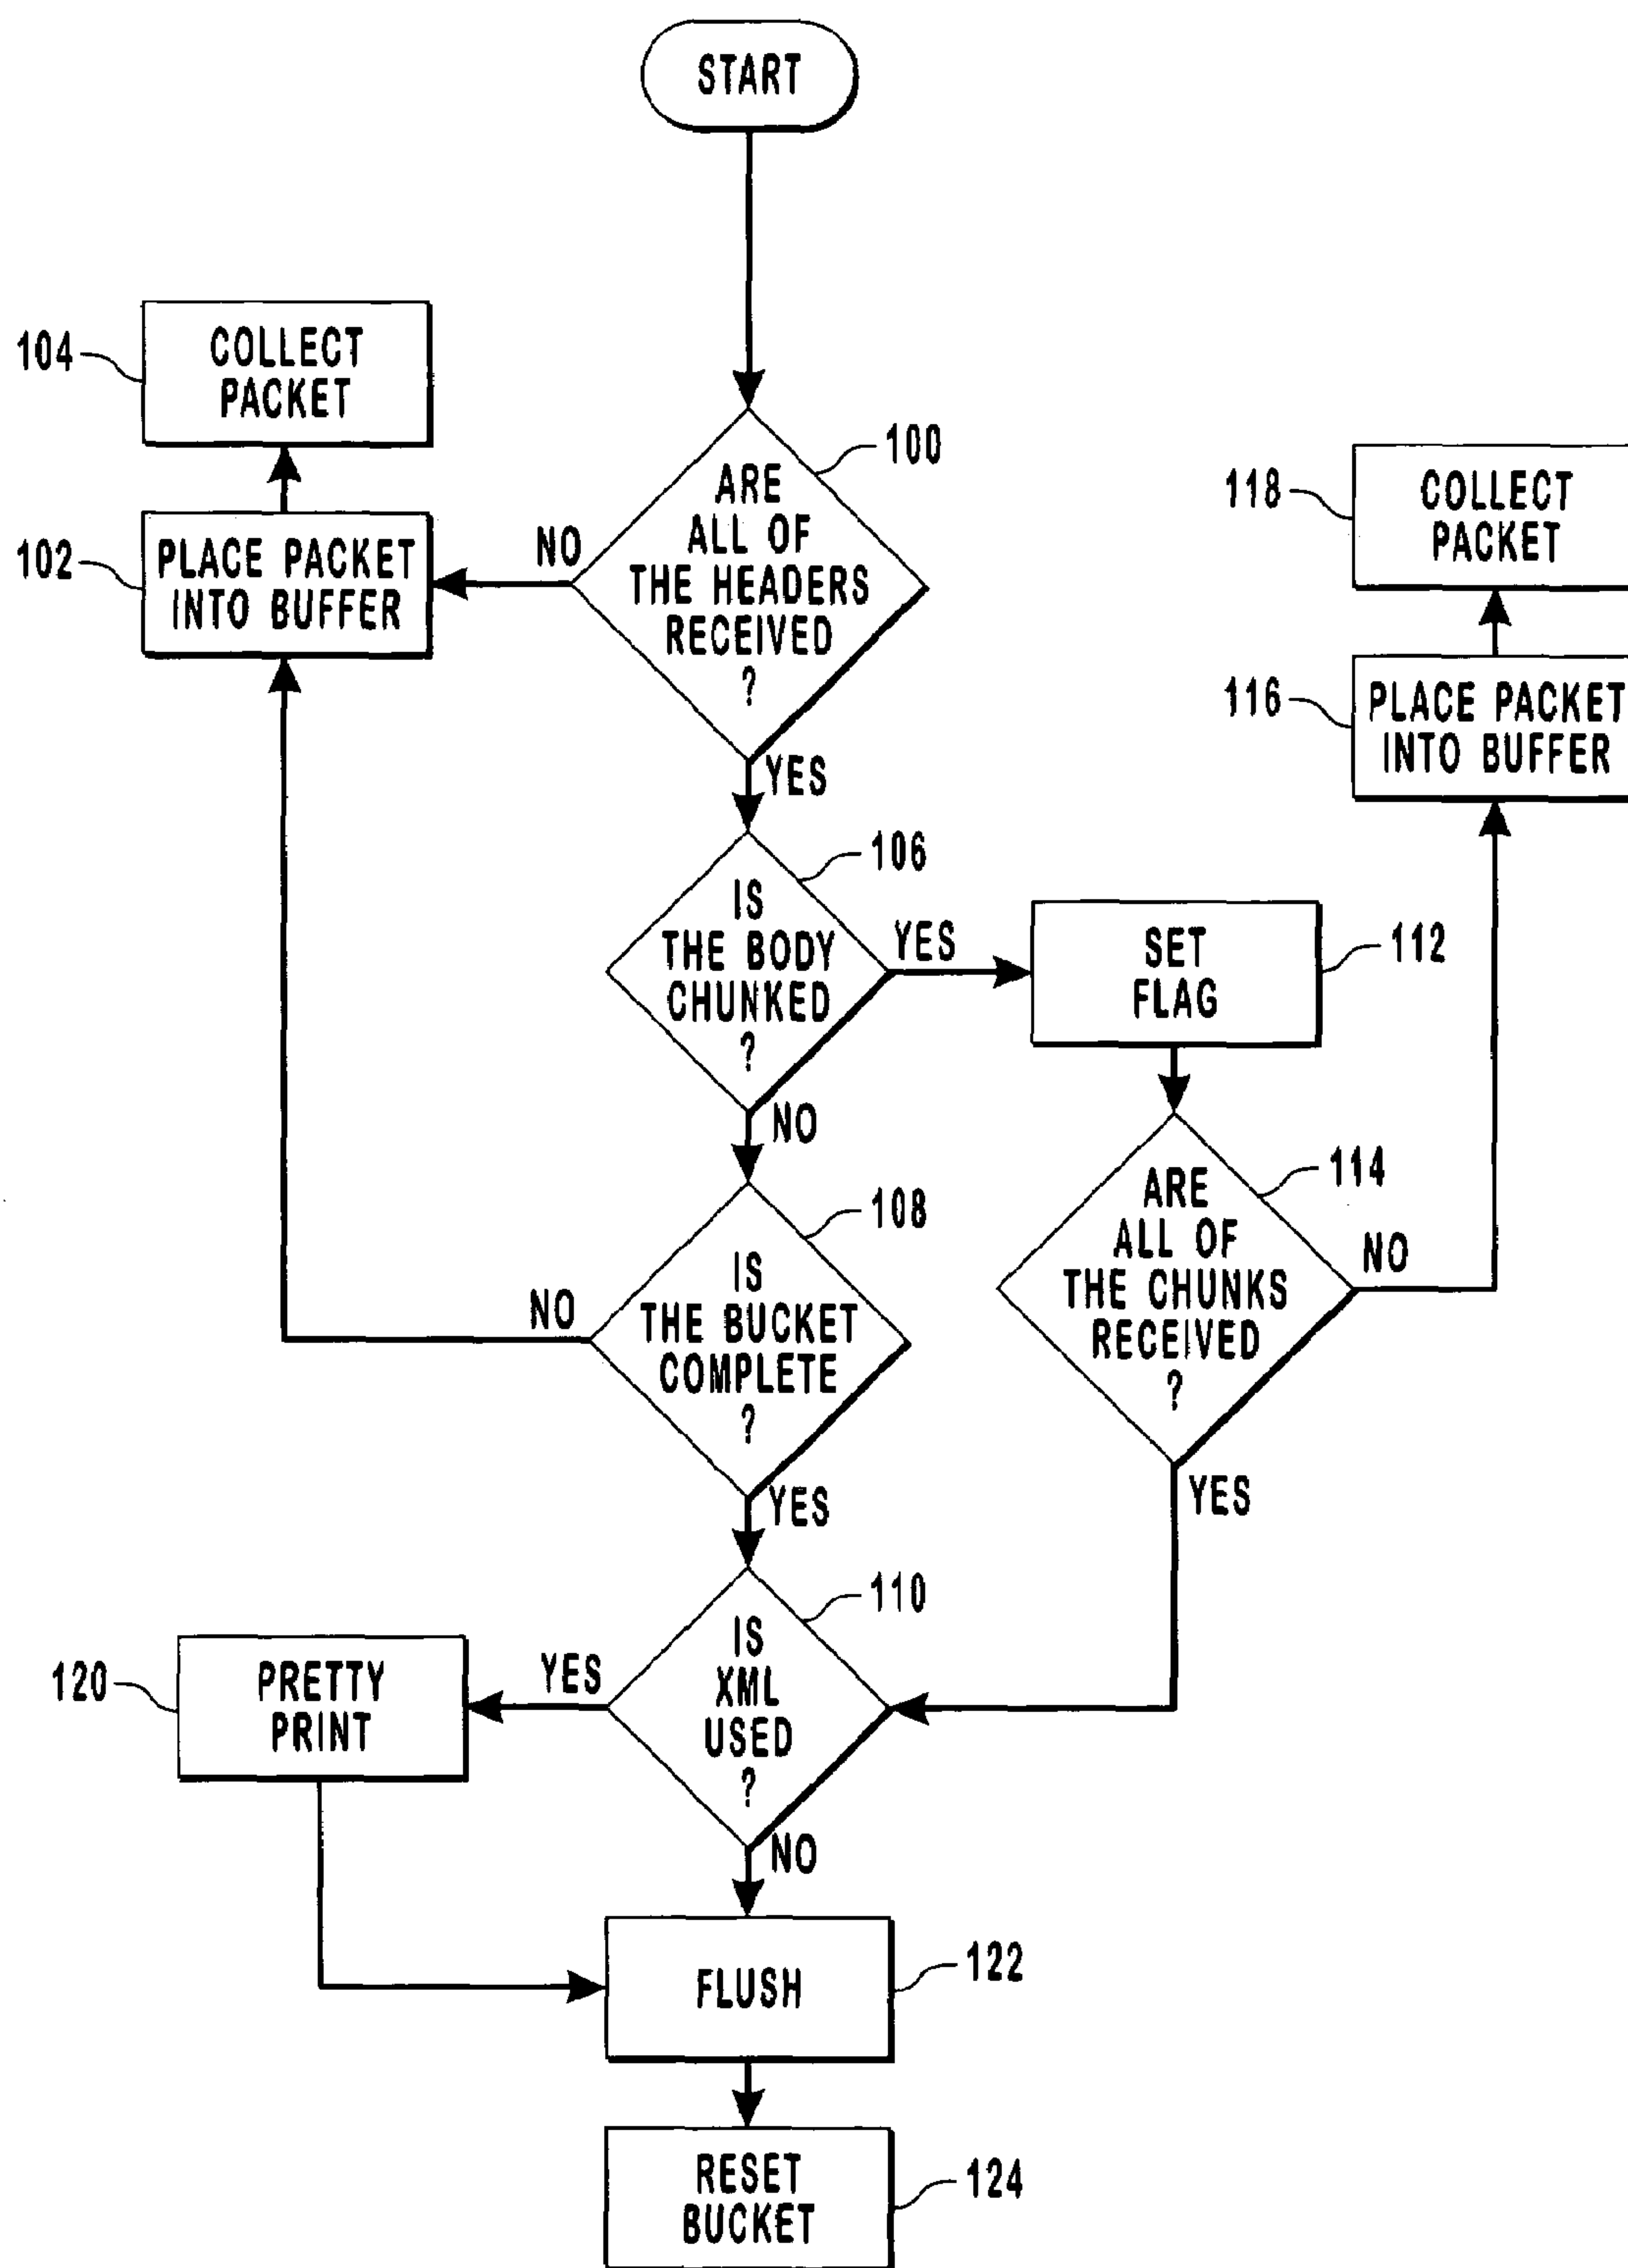 START
104
COLLECT
PACKET
102
PLACE PACKET
INTO BUFFER
NO
100
ARE
ALL OF
THE HEADERS
RECEIVED
?
YES
118
COLLECT
PACKET
116
PLACE PACKET
INTO BUFFER
106
IS
THE BODY
CHUNKED
?
YES
NO
SET
FLAG
112
108
IS
THE BUCKET
COMPLETE
?
NO
YES
114
ARE
ALL OF
THE CHUNKS
RECEIVED
?
NO
YES
110
IS
XML
USED
?
YES
NO
120
PRETTY
PRINT
FLUSH
122
RESET
BUCKET
124